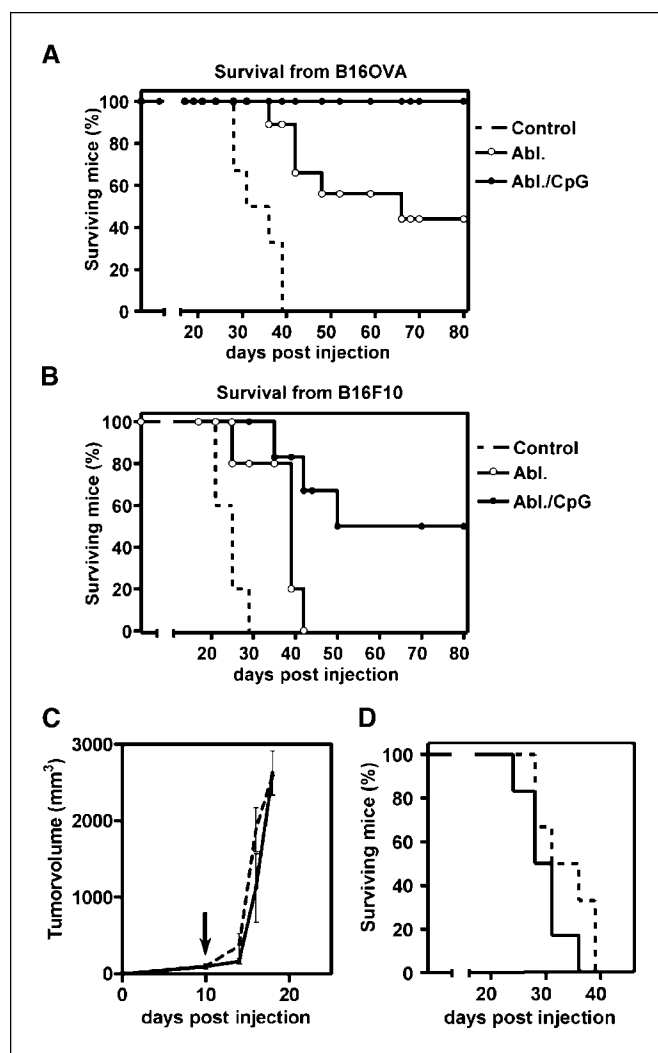 A
Survival from B16OVA
Surviving mice (%)
100
80
60
40
20
0
20 30 40 50 60 70 80
days post injection
Control
Abl.
Abl./CpG
B
Survival from B16F10
Surviving mice (%)
100
80
60
40
20
0
20 30 40 50 60 70 80
days post injection
Control
Abl.
Abl./CpG
C
Tumorvolume (mm³)
3000
2000
1000
0
0 10 20
days post injection
D
Surviving mice (%)
100
80
60
40
20
0
20 30 40
days post injection